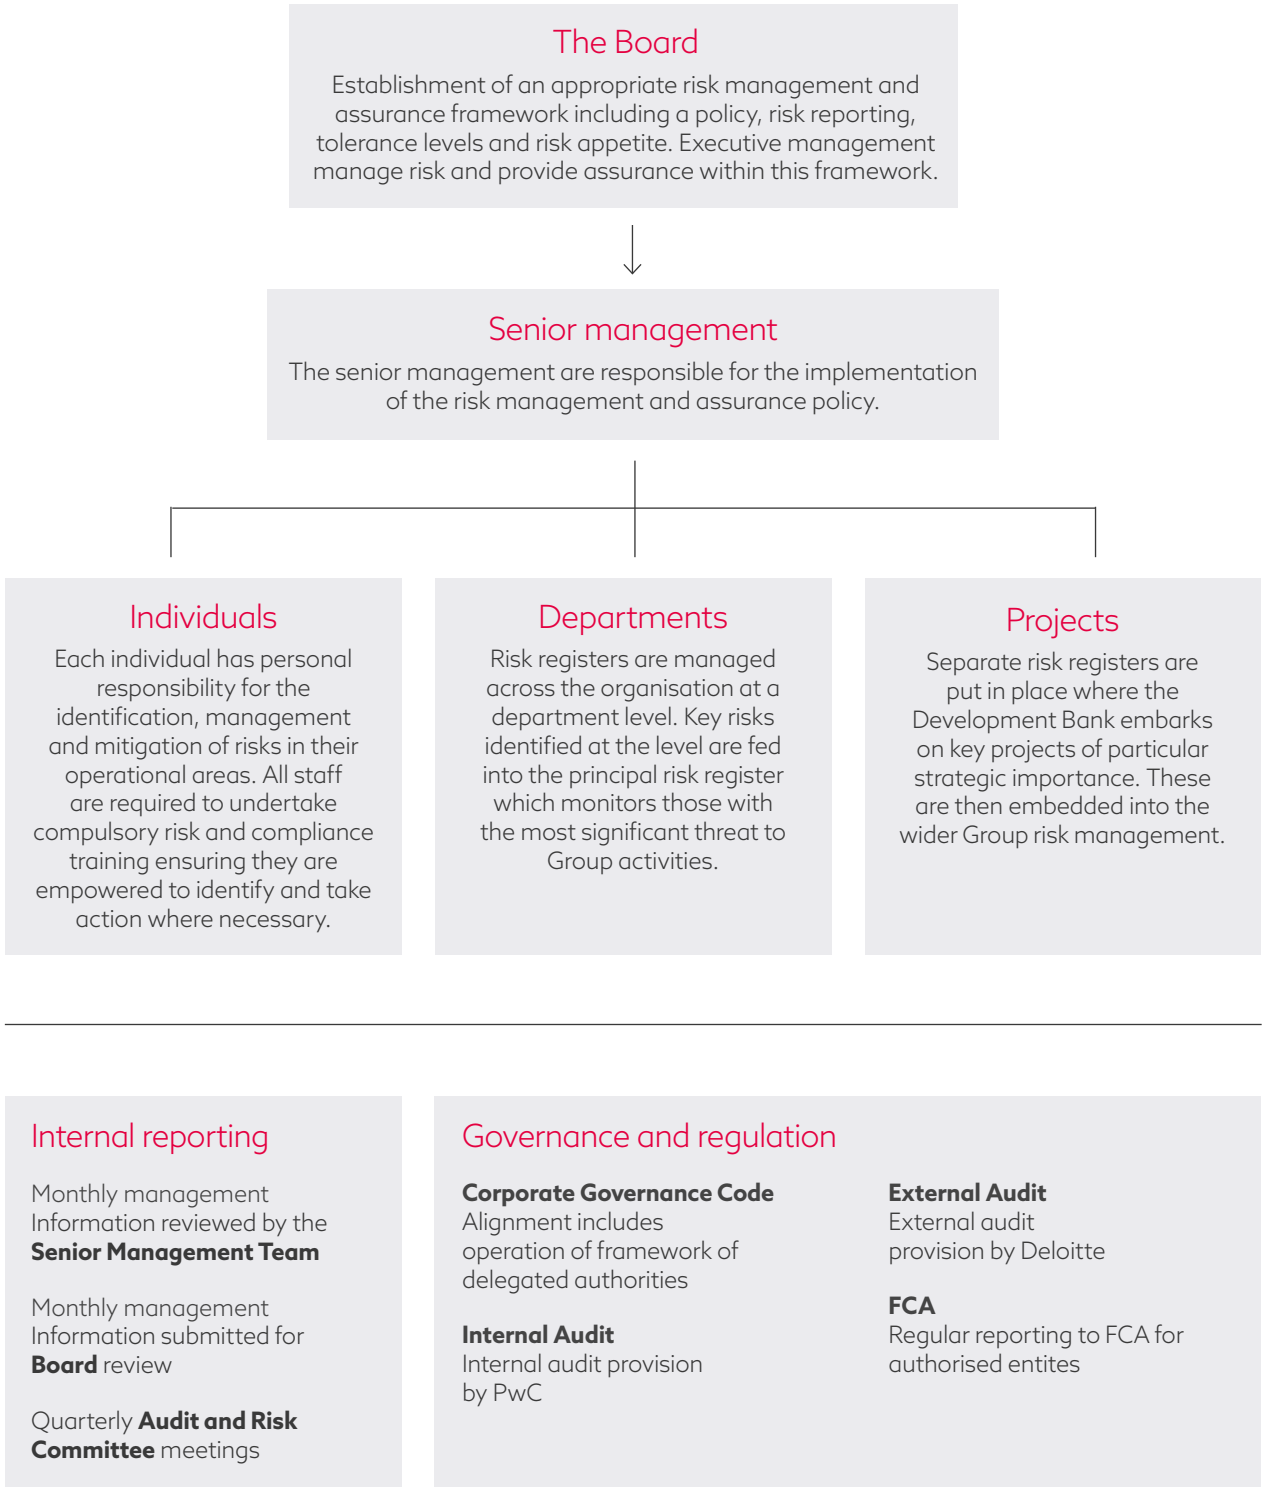 The Board
Establishment of an appropriate risk management and
assurance framework including a policy, risk reporting,
tolerance levels and risk appetite. Executive management
manage risk and provide assurance within this framework.
Senior management
The senior management are responsible for the implementation
of the risk management and assurance policy.
Individuals
Each individual has personal
responsibility for the
identification, management
and mitigation of risks in their
operational areas. All staff
are required to undertake
compulsory risk and compliance
training ensuring they are
empowered to identify and take
action where necessary.
Departments
Risk registers are managed
across the organisation at a
department level. Key risks
identified at the level are fed
into the principal risk register
which monitors those with
the most significant threat to
Group activities.
Projects
Separate risk registers are
put in place where the
Development Bank embarks
on key projects of particular
strategic importance. These
are then embedded into the
wider Group risk management.
Internal reporting
Monthly management
Information reviewed by the
Senior Management Team
Monthly management
Information submitted for
Board review
Quarterly Audit and Risk
Committee meetings
Governance and regulation
Corporate Governance Code
Alignment includes
operation of framework of
delegated authorities
Internal Audit
Internal audit provision
by PwC
External Audit
External audit
provision by Deloitte
FCA
Regular reporting to FCA for
authorised entites